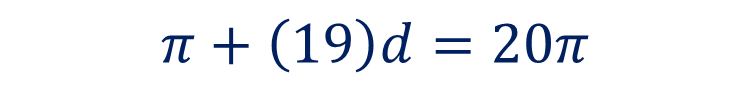 π + (19)d = 20π